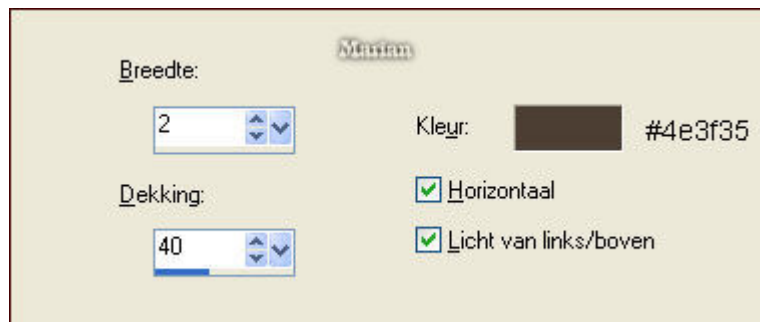 Marian
Breedte:
2
Kleur:
#4e3f35
Dekking:
Horizontaal
40
Licht van links/boven